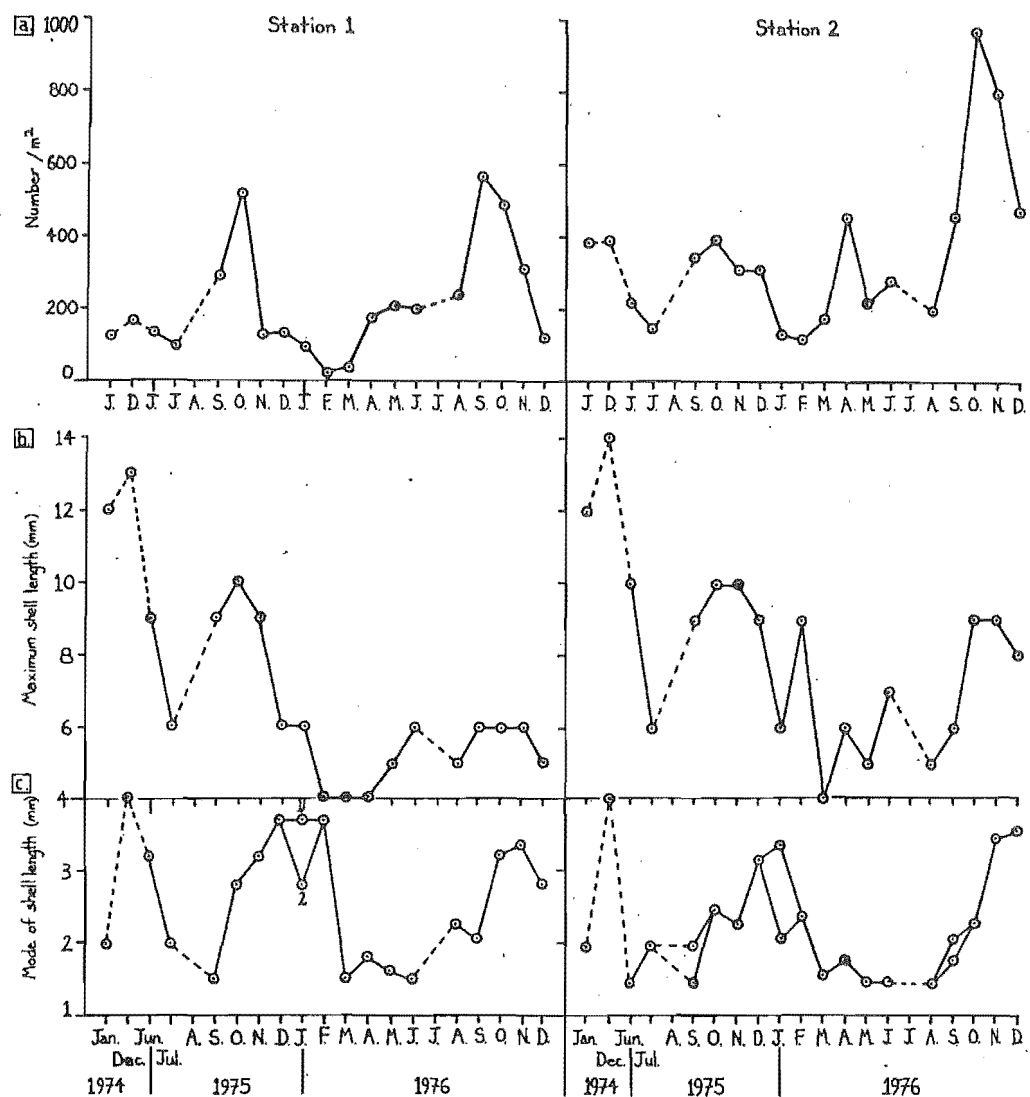 a
Station 1
Station 2
1000
800
600
400
200
0
Number / m²
J. D. J. J. A. S. O. N. D. J. F. M. A. M. J. J. A. S. O. N. D.
J. D. J. J. A. S. O. N. D. J. F. M. A. M. J. J. A. S. O. N. D.
b
14
12
10
8
6
4
Maximum shell length (mm)
c
3
2
1
Mode of shell length (mm)
1
2
Jan. Jun. A. S. O. N. D. J. F. M. A. M. J. J. A. S. O. N. D.
Dec. Jul.
1974 1975 1976
Jan. Jun. A. S. O. N. D. J. F. M. A. M. J. J. A. S. O. N. D.
Dec. Jul.
1974 1975 1976